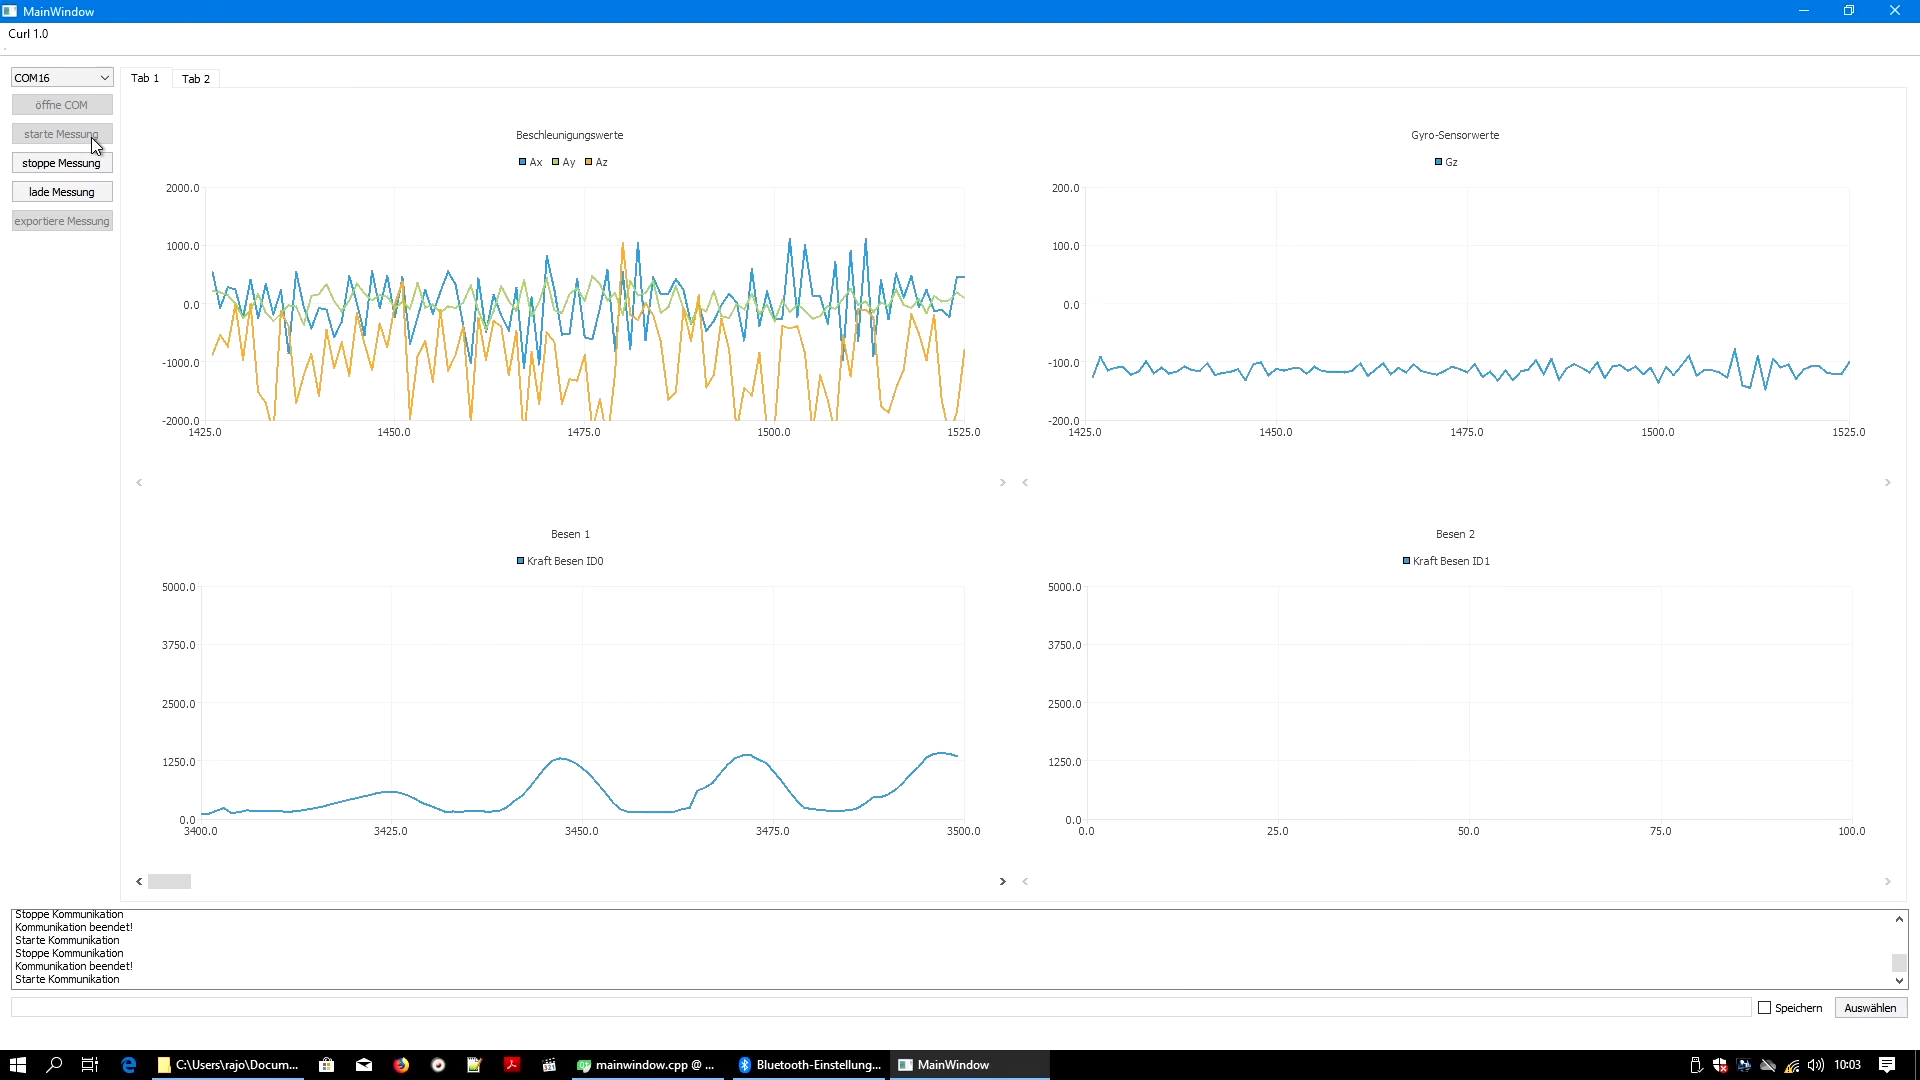 MainWindow
Curl 1.0
COM16
öffne COM
starte Messung
stoppe Messung
lade Messung
exportiere Messung
Tab 1
Tab 2
Beschleunigungswerte
Ax Ay Az
2000.0
1000.0
0.0
-1000.0
-2000.0
1425.0 1450.0 1475.0 1500.0 1525.0
Gyro-Sensorwerte
Gz
200.0
100.0
0.0
-100.0
-200.0
1425.0 1450.0 1475.0 1500.0 1525.0
Besen 1
Kraft Besen ID0
5000.0
3750.0
2500.0
1250.0
0.0
3400.0 3425.0 3450.0 3475.0 3500.0
Besen 2
Kraft Besen ID1
5000.0
3750.0
2500.0
1250.0
0.0
0.0 25.0 50.0 75.0 100.0
Stoppe Kommunikation
Kommunikation beendet!
Starte Kommunikation
Stoppe Kommunikation
Kommunikation beendet!
Starte Kommunikation
Speichern
Auswählen
C:\Users\rajo\Docum...
mainwindow.cpp @ ...
Bluetooth-Einstellung...
MainWindow
10:03